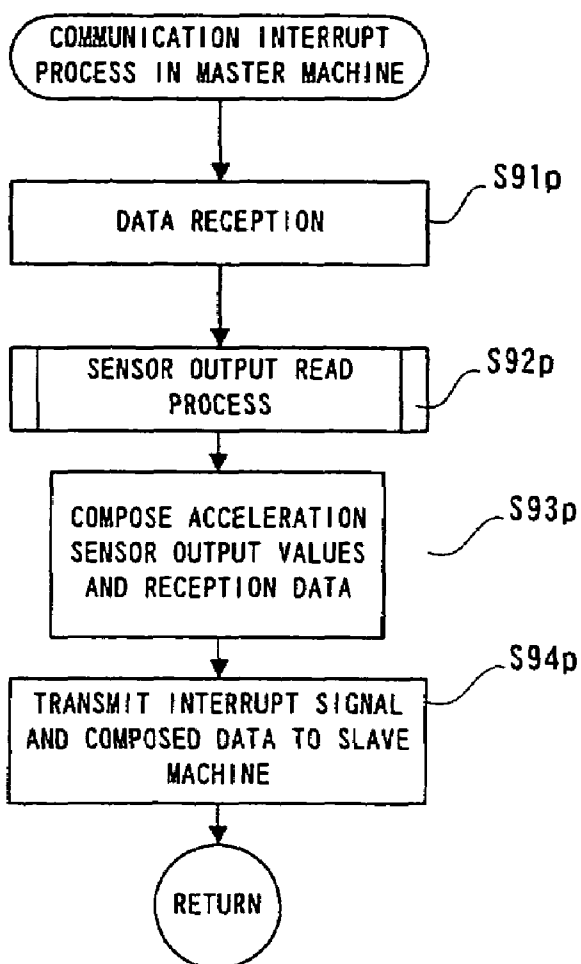 COMMUNICATION INTERRUPT
PROCESS IN MASTER MACHINE
S91p
DATA RECEPTION
S92p
SENSOR OUTPUT READ
PROCESS
S93p
COMPOSE ACCELERATION
SENSOR OUTPUT VALUES
AND RECEPTION DATA
S94p
TRANSMIT INTERRUPT SIGNAL
AND COMPOSED DATA TO SLAVE
MACHINE
RETURN